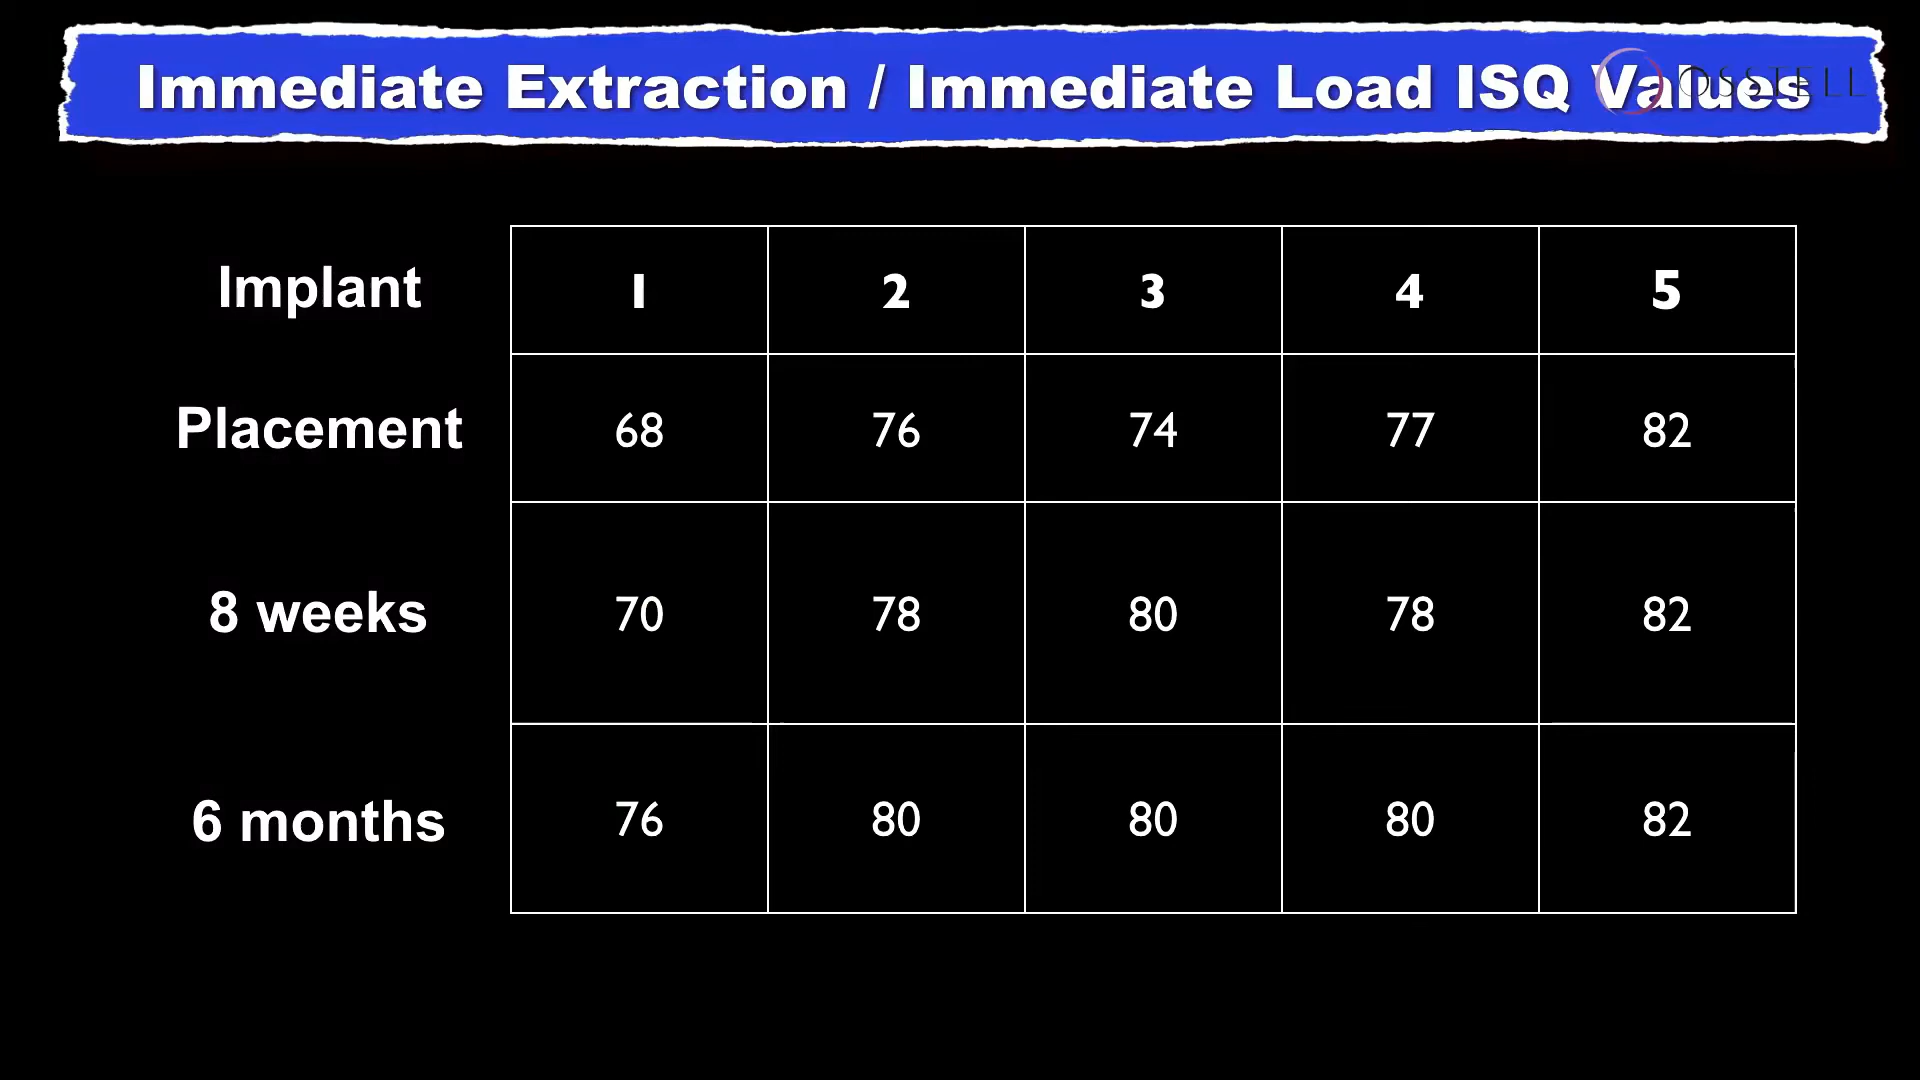 Immediate Extraction / Immediate Load ISQ Values
OSSTELL
Implant 1 2 3 4 5
Placement 68 76 74 77 82
8 weeks 70 78 80 78 82
6 months 76 80 80 80 82